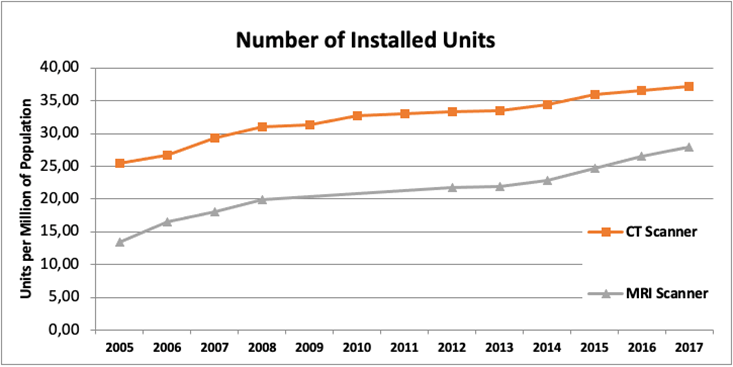 Number of Installed Units
Units per Million of Population
40,00
35,00
30,00
25,00
20,00
15,00
10,00
5,00
0,00
2005 2006 2007 2008 2009 2010 2011 2012 2013 2014 2015 2016 2017
CT Scanner
MRI Scanner